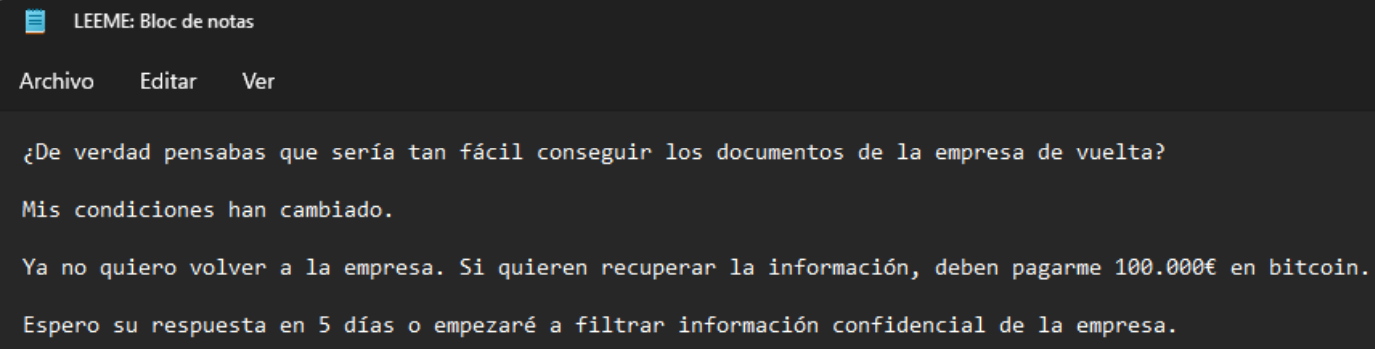 LEEME: Bloc de notas
Archivo Editar Ver
¿De verdad pensabas que sería tan fácil conseguir los documentos de la empresa de vuelta?
Mis condiciones han cambiado.
Ya no quiero volver a la empresa. Si quieren recuperar la información, deben pagarme 100.000€ en bitcoin.
Espero su respuesta en 5 días o empezaré a filtrar información confidencial de la empresa.